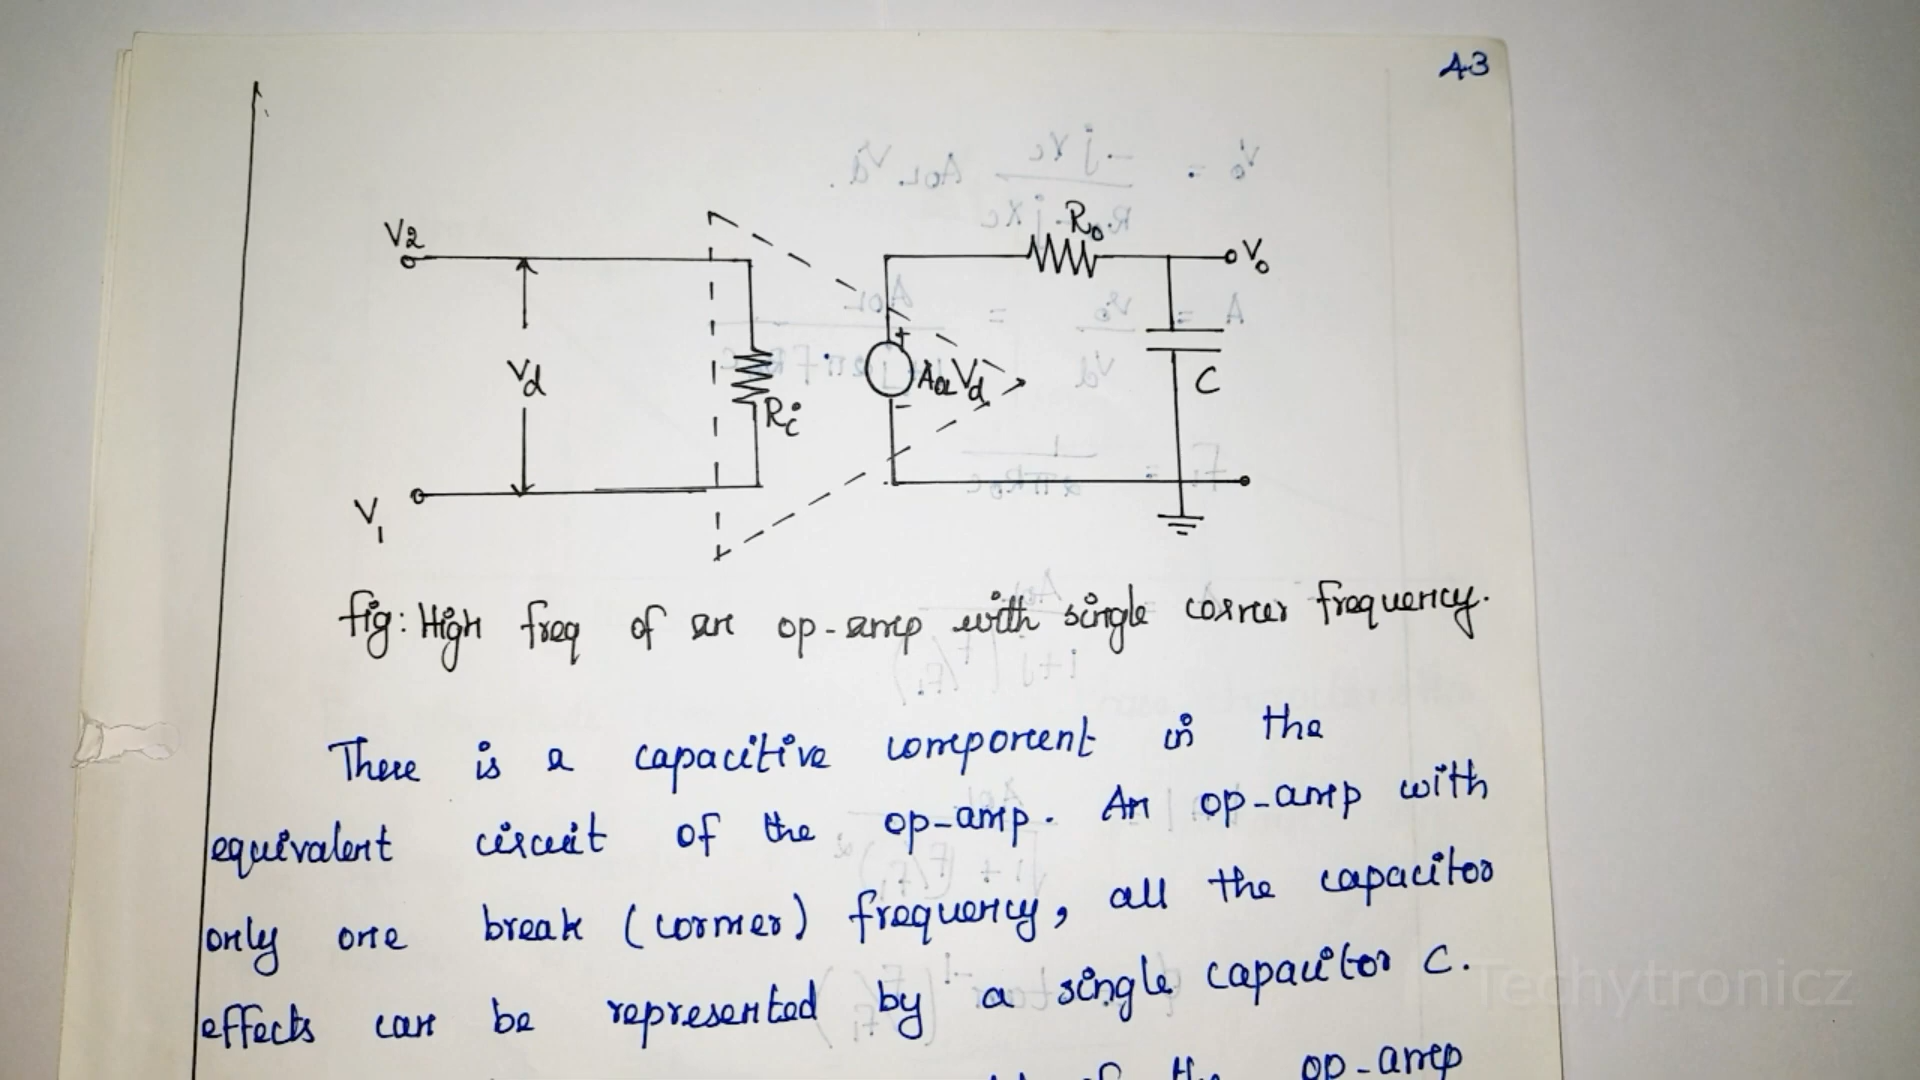 43
V2
Vd
V1
Ri
+
AOLVd
-
Ro
Vo
C
fig: High freq of an op-amp with single corner frequency.
There is a capacitive component in the
equivalent circuit of the op-amp. An op-amp with
only one break (corner) frequency, all the capacitor
effects can be represented by a single capacitor C.
of the op-amp
Techytronicz